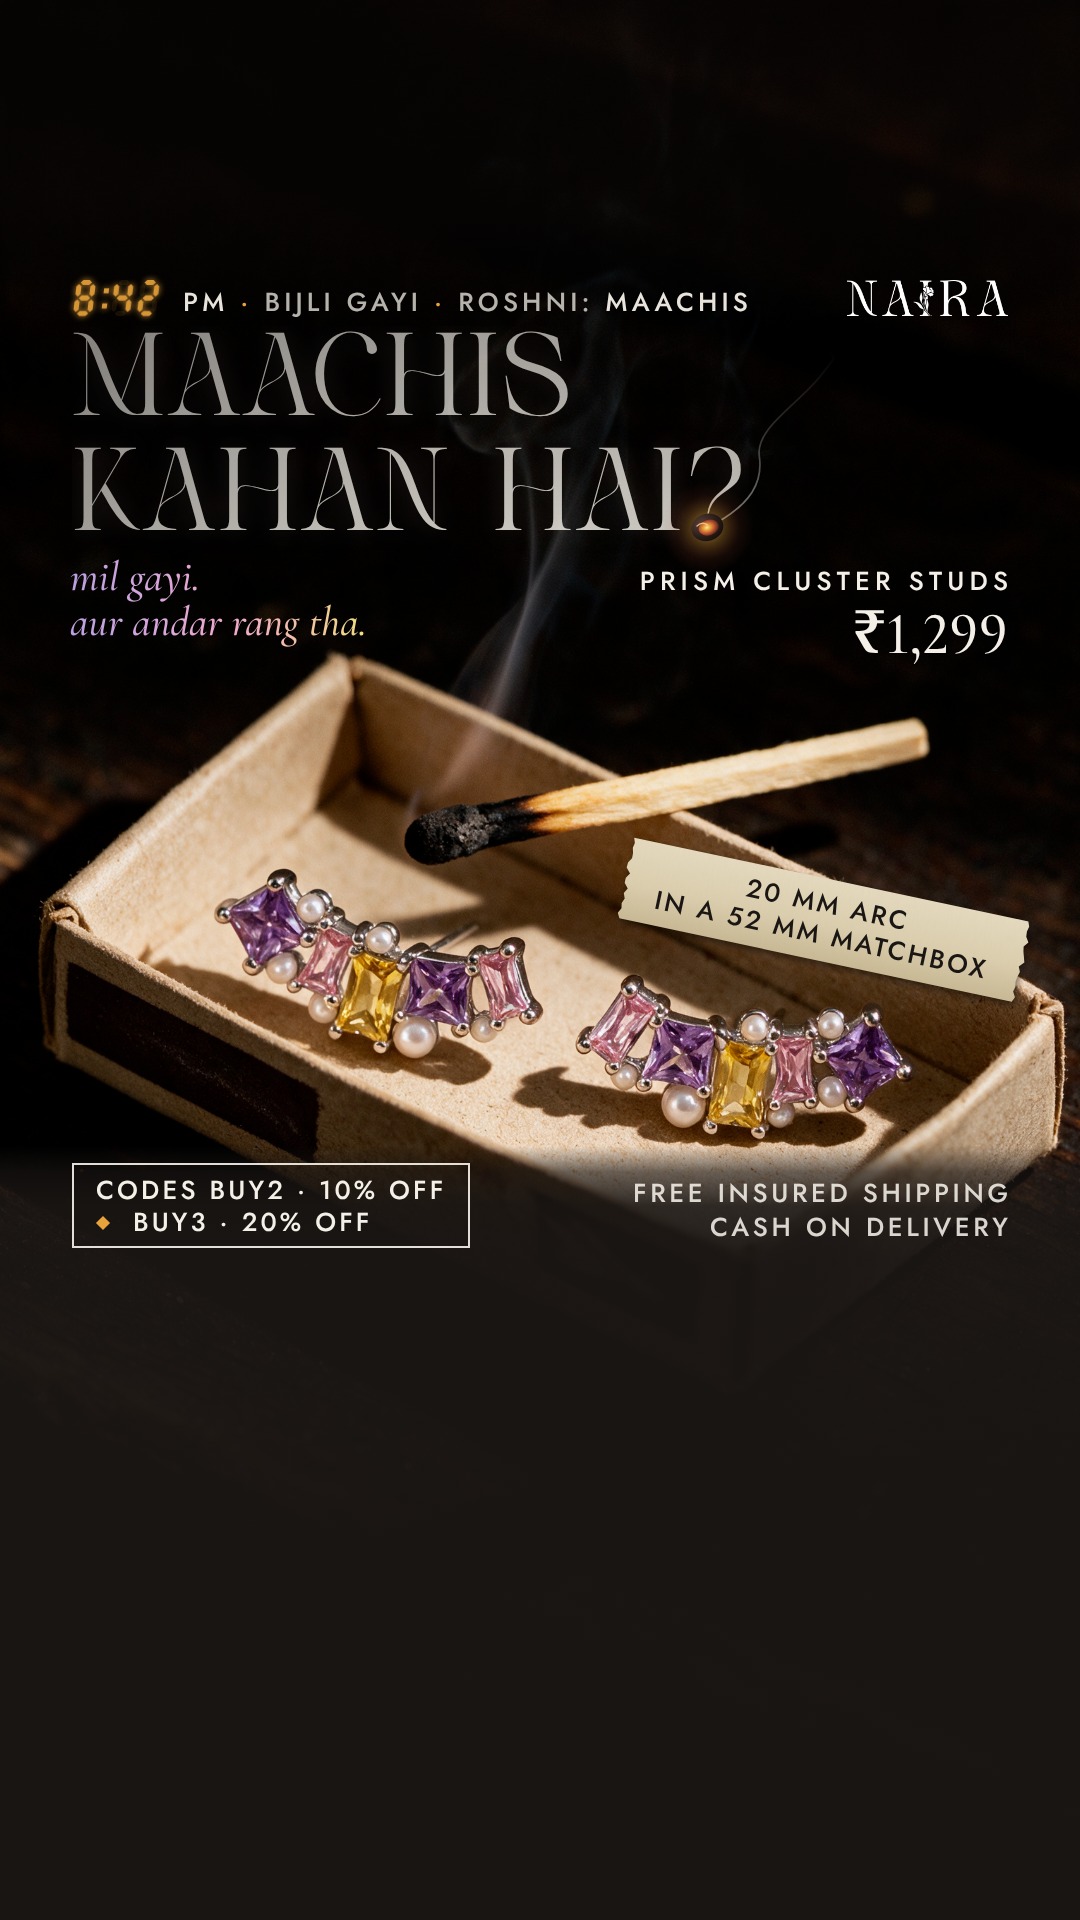 8:42 PM · BIJLI GAYI · ROSHNI: MAACHIS
NAIRA
MAACHIS
KAHAN HAI?
mil gayi.
aur andar rang tha.
PRISM CLUSTER STUDS
₹1,299
20 MM ARC
IN A 52 MM MATCHBOX
CODES BUY2 · 10% OFF
◆ BUY3 · 20% OFF
FREE INSURED SHIPPING
CASH ON DELIVERY